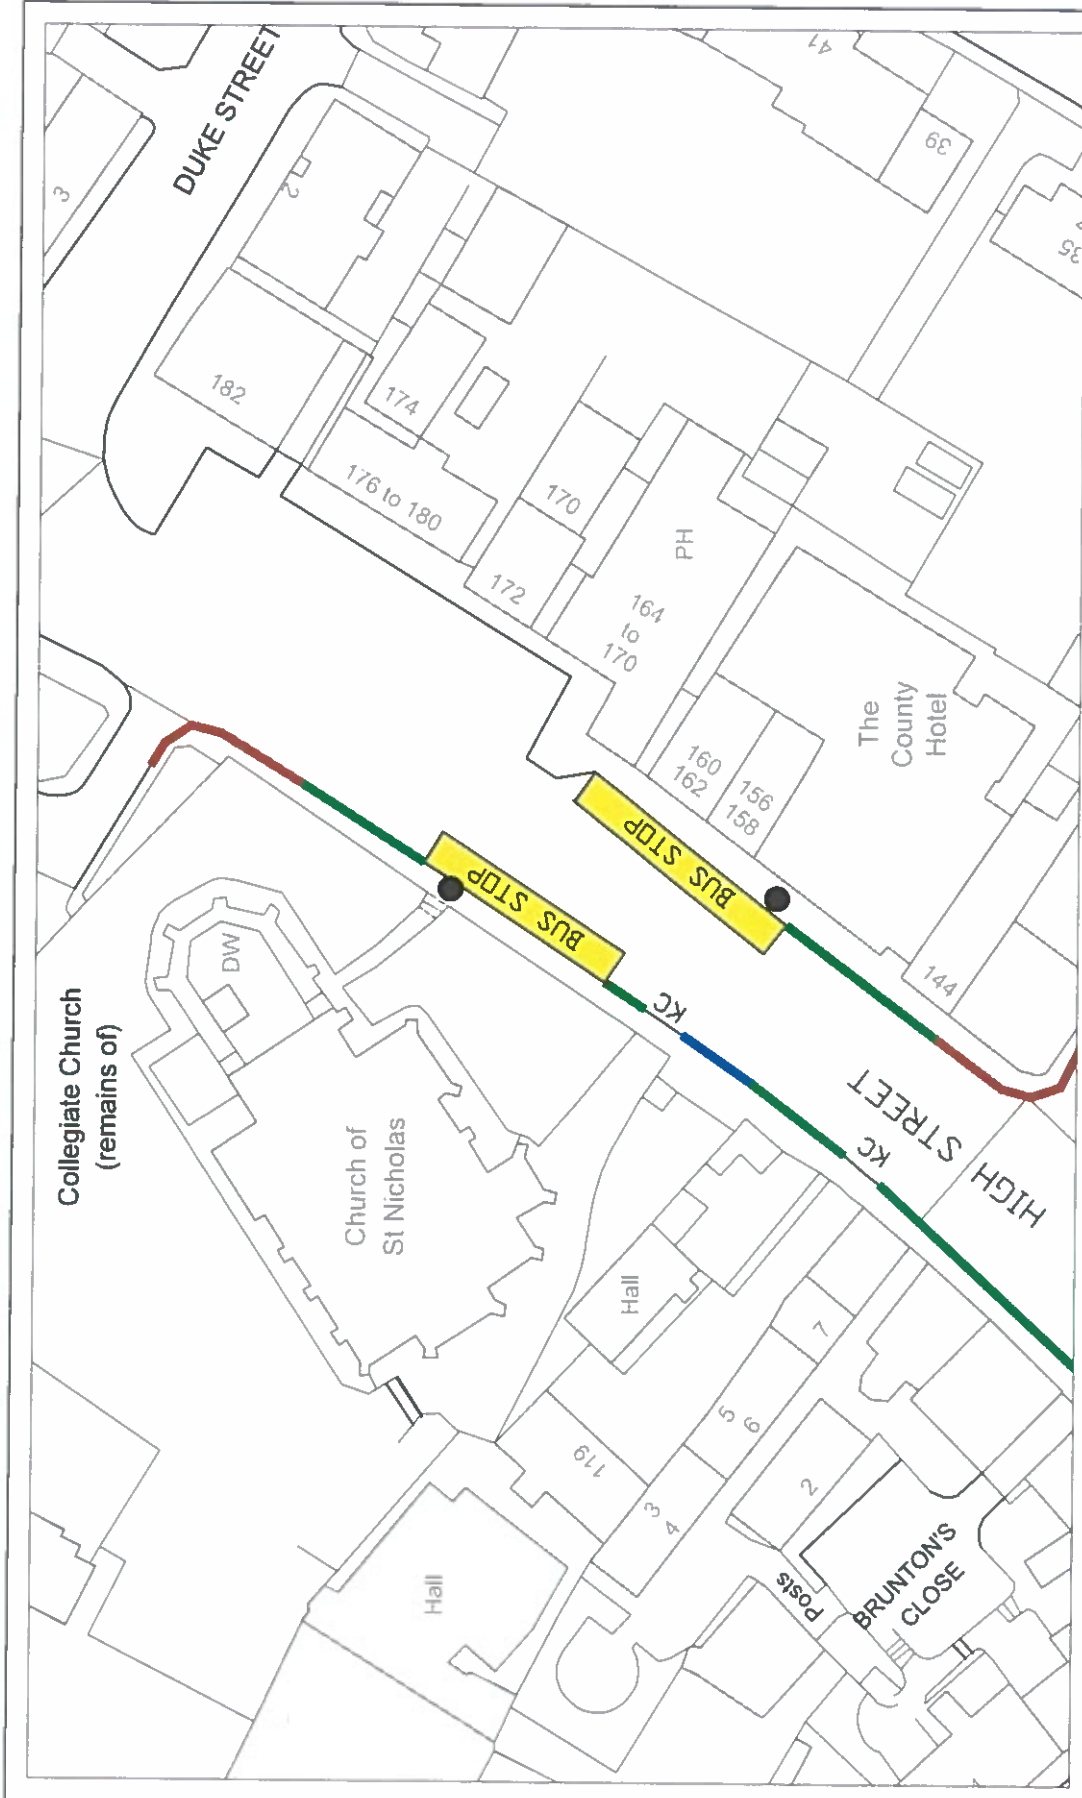 DUKE STREET
3
2
41
39
35
182
174
176 to 180
170
172
PH
164
to
170
160
162
156
158
The
County
Hotel
BUS STOP
BUS STOP
KC
144
KC
HIGH STREET
Collegiate Church
(remains of)
DW
Church of
St Nicholas
Hall
7
5
6
119
3
4
2
Hall
Posts
BRUNTON'S
CLOSE